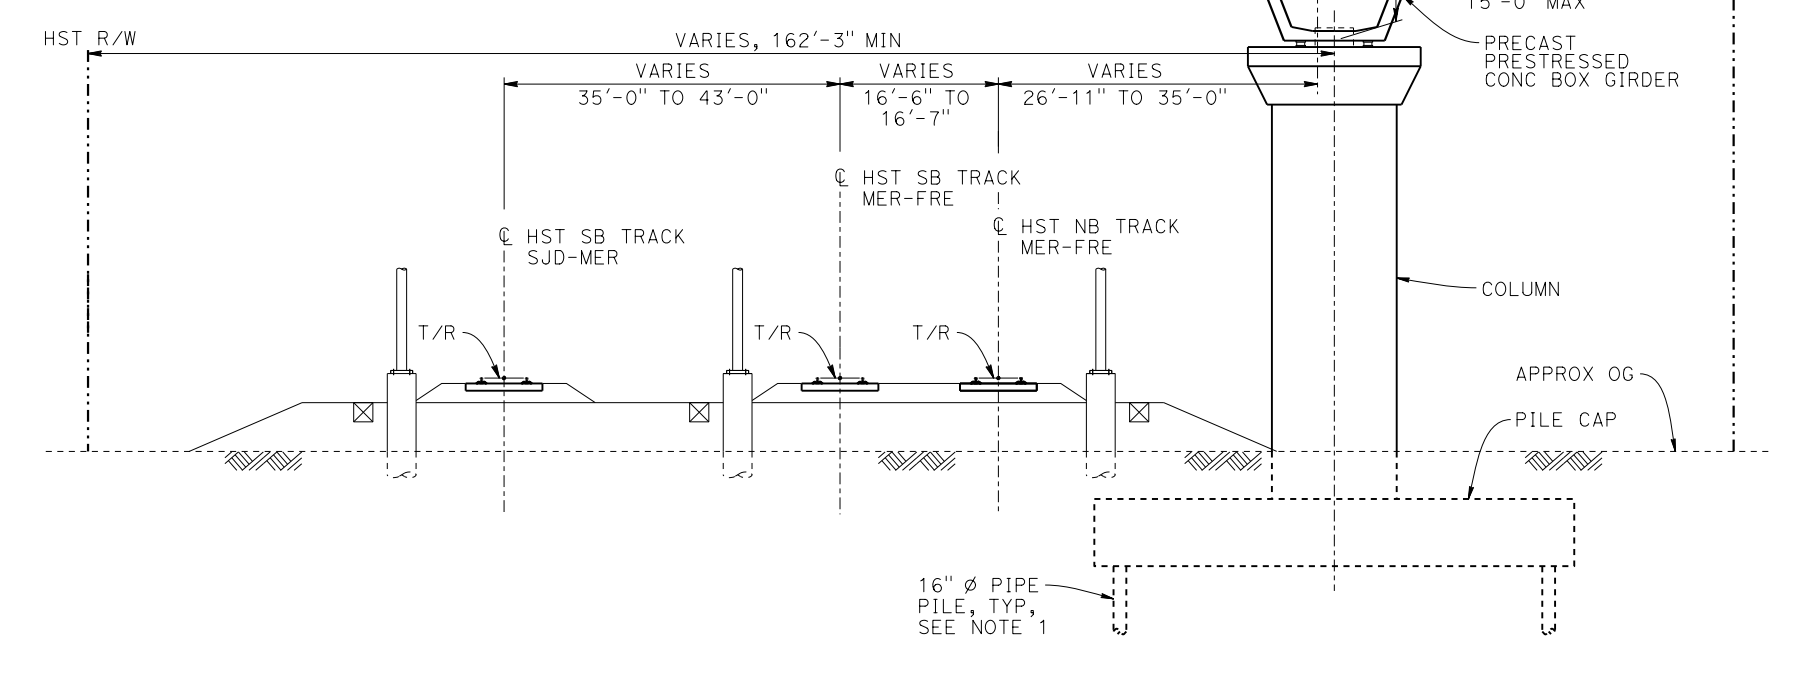 15'-0" MAX
HST R/W
VARIES, 162'-3" MIN
PRECAST
PRESTRESSED
CONC BOX GIRDER
VARIES
35'-0" TO 43'-0"
VARIES
16'-6" TO
16'-7"
VARIES
26'-11" TO 35'-0"
℄ HST SB TRACK
MER-FRE
℄ HST NB TRACK
MER-FRE
℄ HST SB TRACK
SJD-MER
COLUMN
T/R
T/R
T/R
APPROX OG
PILE CAP
16" Ø PIPE
PILE, TYP,
SEE NOTE 1